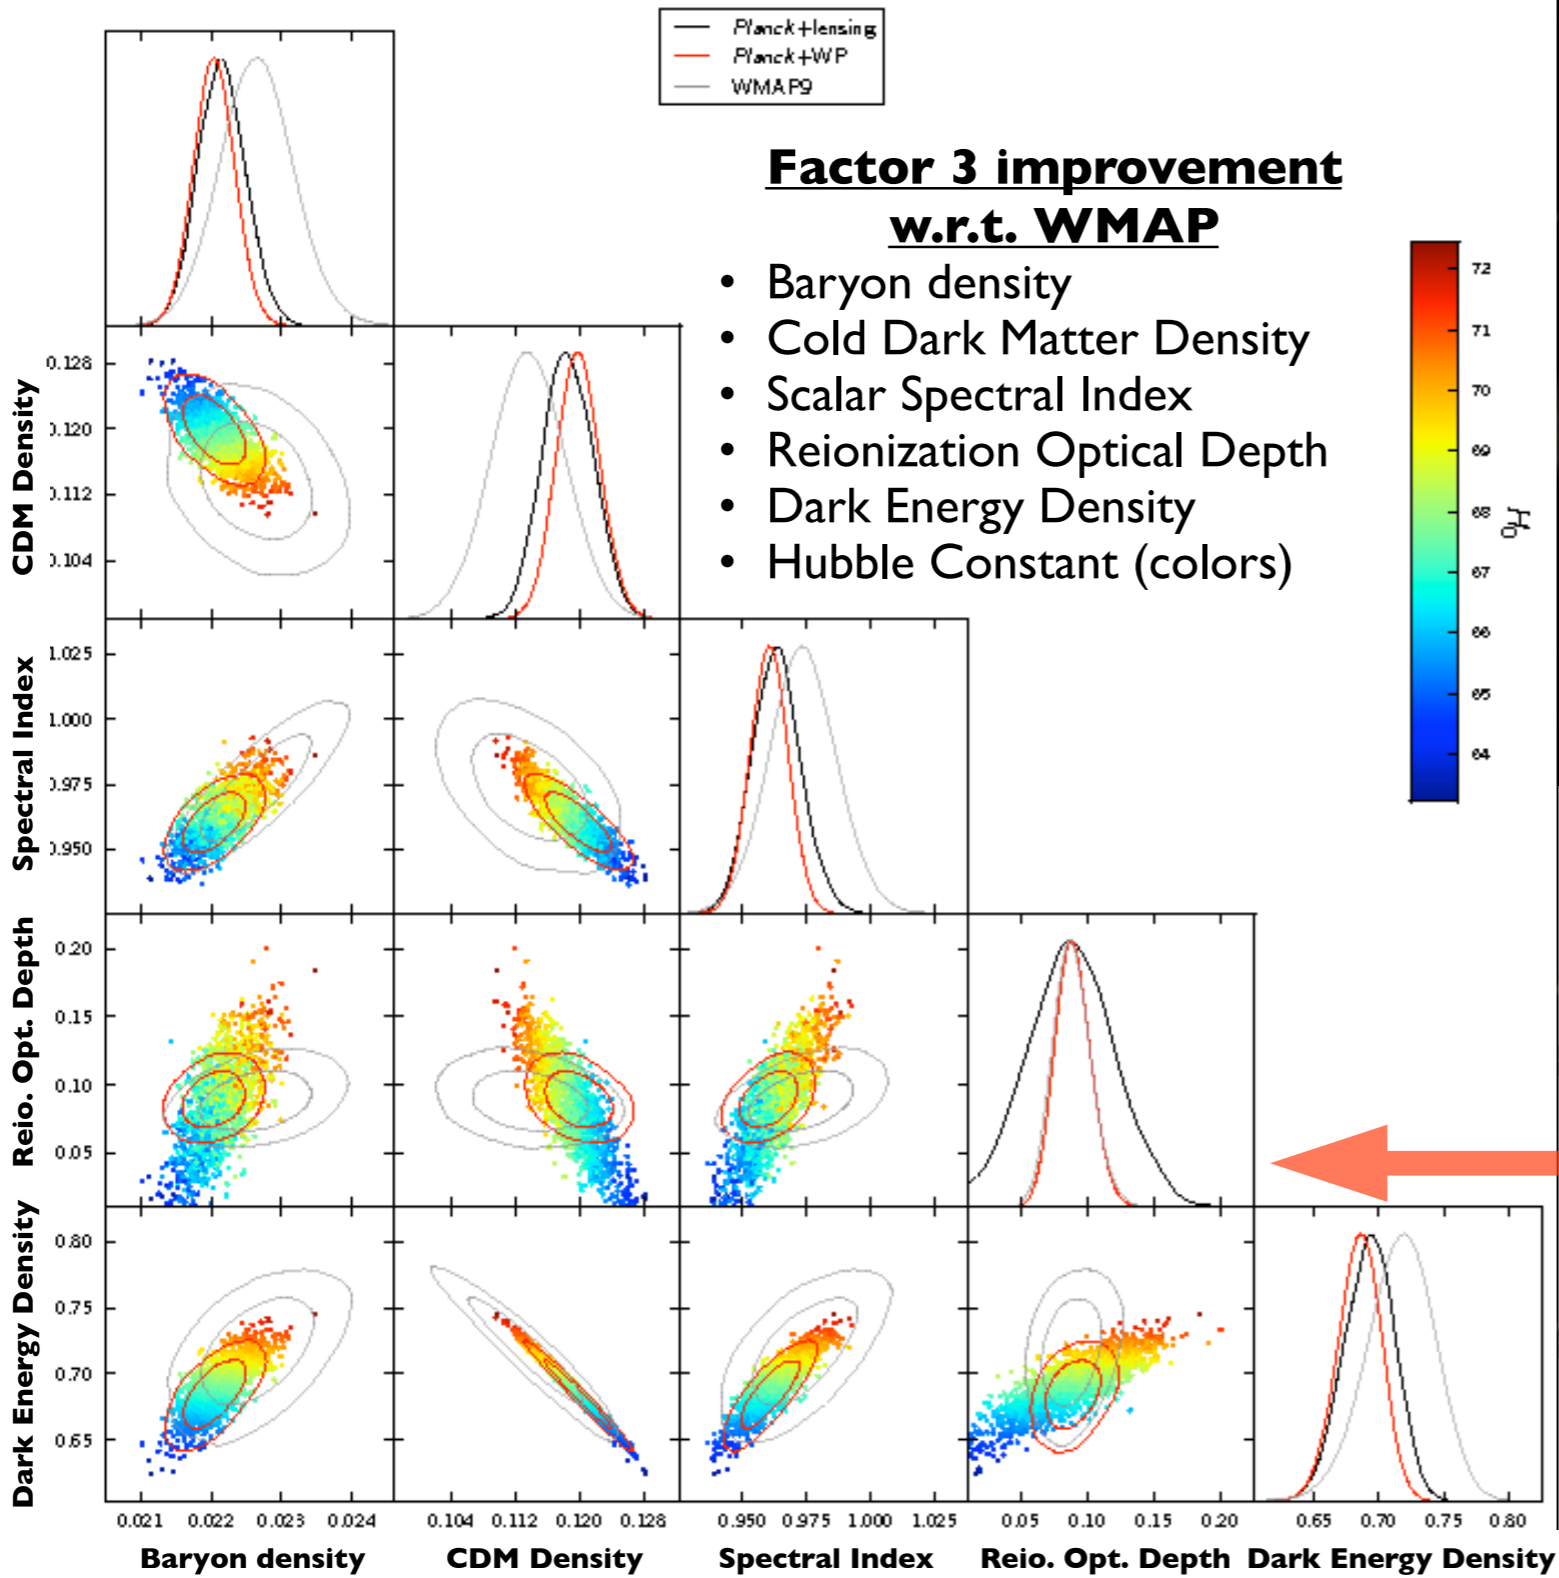 Planck+lensing
Planck+WP
WMAP9
Factor 3 improvement
w.r.t. WMAP
• Baryon density
• Cold Dark Matter Density
• Scalar Spectral Index
• Reionization Optical Depth
• Dark Energy Density
• Hubble Constant (colors)
72
71
70
69
68
67
66
65
64
H0
CDM Density
0.128
0.120
0.112
0.104
Spectral Index
1.025
1.000
0.975
0.950
Reio. Opt. Depth
0.20
0.15
0.10
0.05
Dark Energy Density
0.80
0.75
0.70
0.65
0.021 0.022 0.023 0.024 0.104 0.112 0.120 0.128 0.950 0.975 1.000 1.025 0.05 0.10 0.15 0.20 0.65 0.70 0.75 0.80
Baryon density CDM Density Spectral Index Reio. Opt. Depth Dark Energy Density